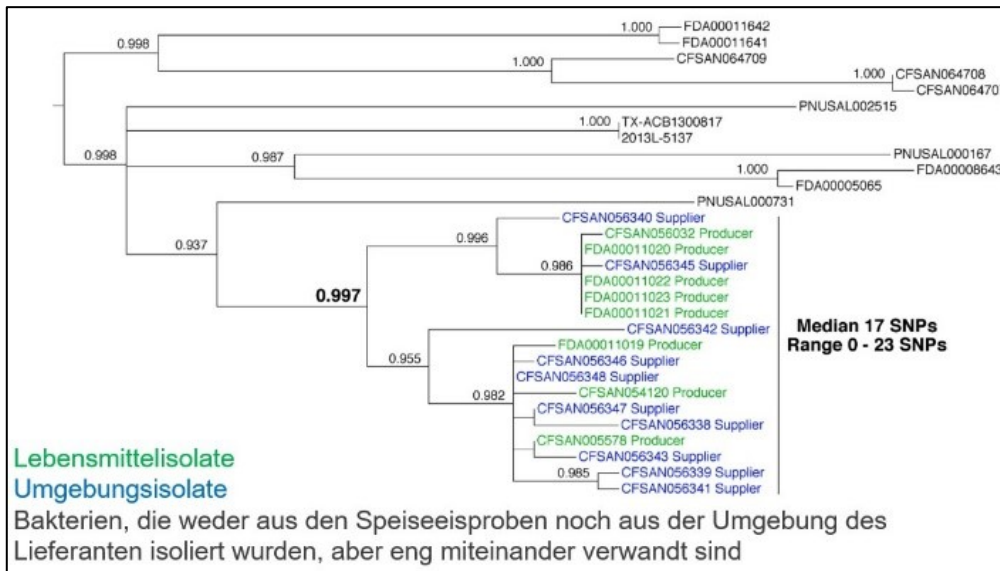 1.000
FDA00011642
FDA00011641
0.998
CFSAN064709
1.000
1.000
CFSAN064708
CFSAN06470
PNUSAL002515
1.000
TX-ACB1300817
2013L-5137
0.998
0.987
PNUSAL000167
1.000
FDA00008643
FDA00005065
PNUSAL000731
0.937
CFSAN056340 Supplier
0.996
CFSAN056032 Producer
FDA00011020 Producer
0.986
CFSAN056345 Supplier
FDA00011022 Producer
FDA00011023 Producer
FDA00011021 Producer
0.997
CFSAN056342 Supplier
Median 17 SNPs
Range 0 - 23 SNPs
0.955
FDA00011019 Producer
CFSAN056346 Supplier
CFSAN056348 Supplier
0.982
CFSAN054120 Producer
CFSAN056347 Supplier
CFSAN056338 Supplier
CFSAN005578 Producer
CFSAN056343 Supplier
0.985
CFSAN056339 Supplier
CFSAN056341 Supplier
Lebensmittelisolate
Umgebungsisolate
Bakterien, die weder aus den Speiseeisproben noch aus der Umgebung des
Lieferanten isoliert wurden, aber eng miteinander verwandt sind